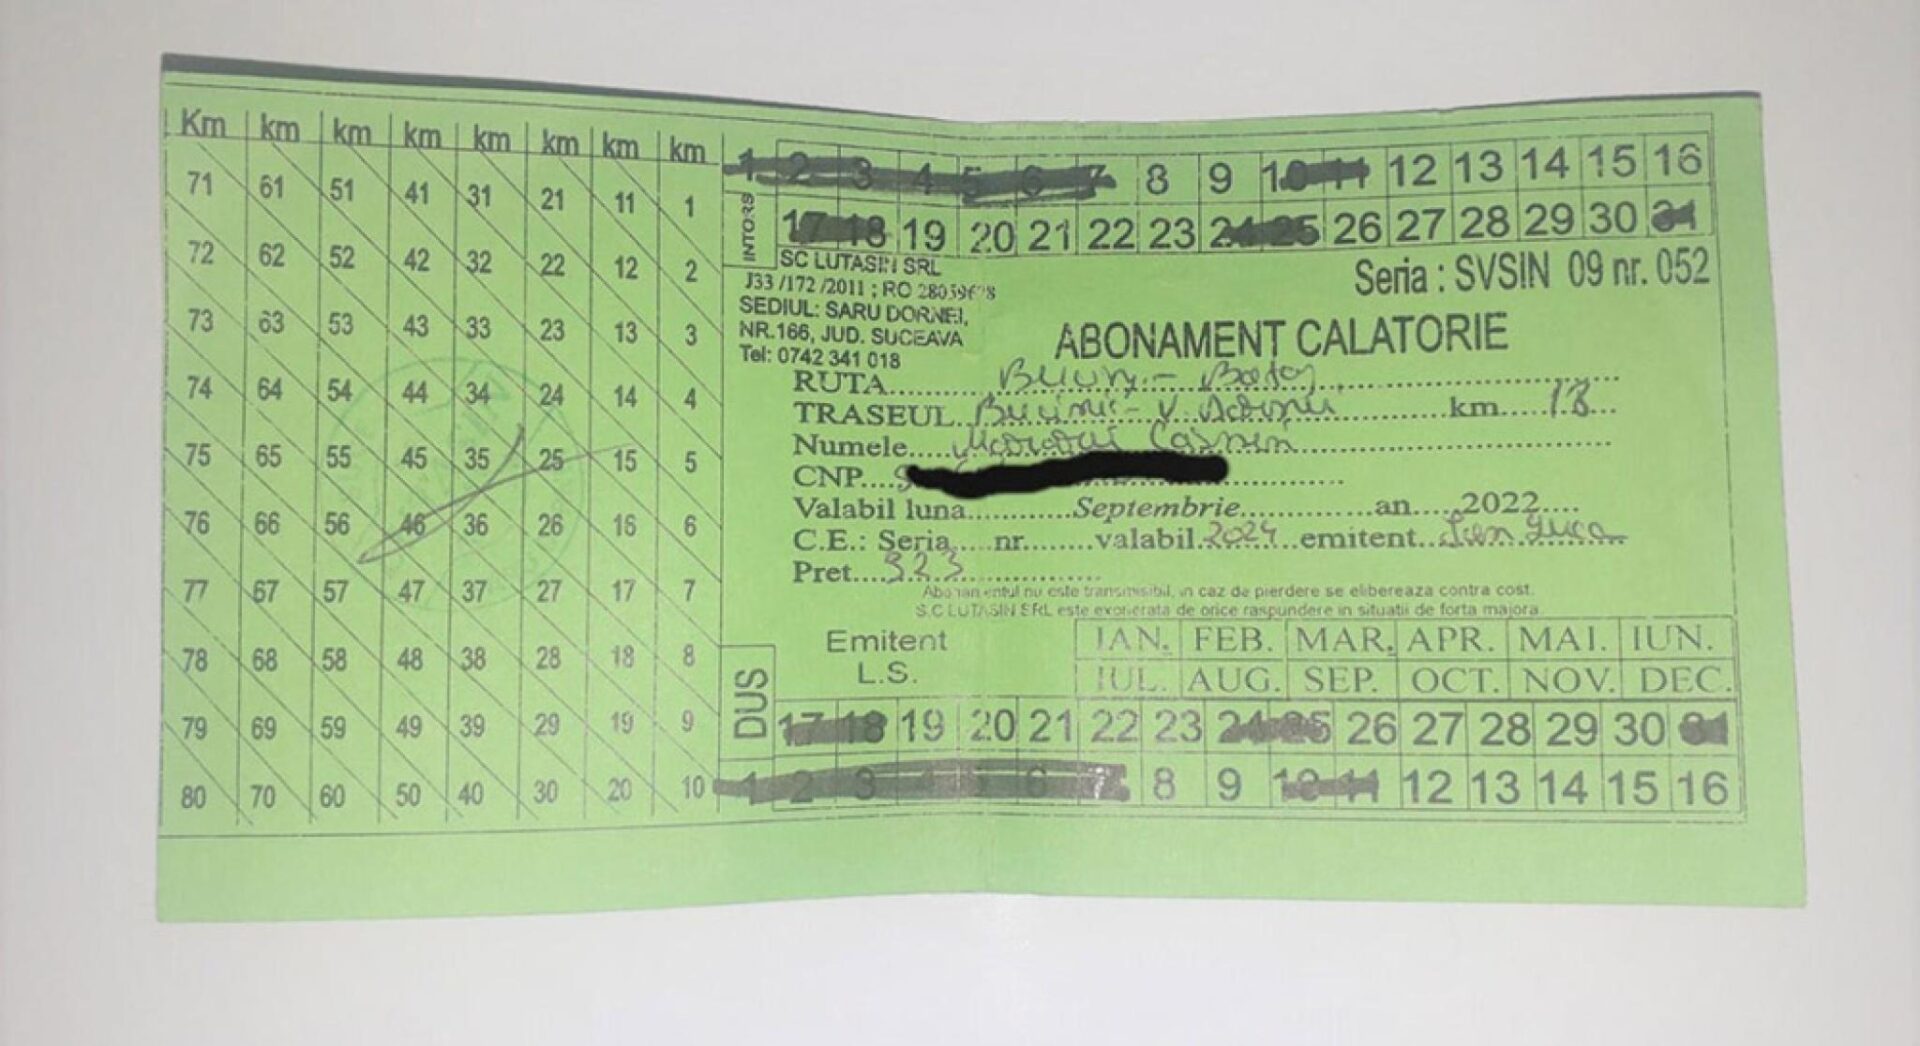 Km km km km km km km km
71 61 51 41 31 21 11 1
72 62 52 42 32 22 12 2
73 63 53 43 33 23 13 3
74 64 54 44 34 24 14 4
75 65 55 45 35 25 15 5
76 66 56 46 36 26 16 6
77 67 57 47 37 27 17 7
78 68 58 48 38 28 18 8
79 69 59 49 39 29 19 9
80 70 60 50 40 30 20 10
1 2 3 4 5 6 7 8 9 10 11 12 13 14 15 16
INTORS
17 18 19 20 21 22 23 24 25 26 27 28 29 30 31
SC LUTASIN SRL
J33 /172 /2011 ; RO
SEDIUL: SARU DORNEI,
NR.166, JUD. SUCEAVA
Tel: 0742 341 018
Seria : SVSIN 09 nr. 052
ABONAMENT CALATORIE
RUTA
TRASEUL km 18
Numele
CNP
Valabil luna Septembrie an 2022
C.E.: Seria nr. valabil 2024 emitent
Pret 323
Abonamentul nu este transmisibil, in caz de pierdere se elibereaza contra cost.
S.C LUTASIN SRL este exonerata de orice raspundere in situatii de forta majora
Emitent
L.S.
IAN. FEB. MAR. APR. MAI. IUN.
IUL. AUG. SEP. OCT. NOV. DEC.
DUS
17 18 19 20 21 22 23 24 25 26 27 28 29 30 31
1 2 3 4 5 6 7 8 9 10 11 12 13 14 15 16